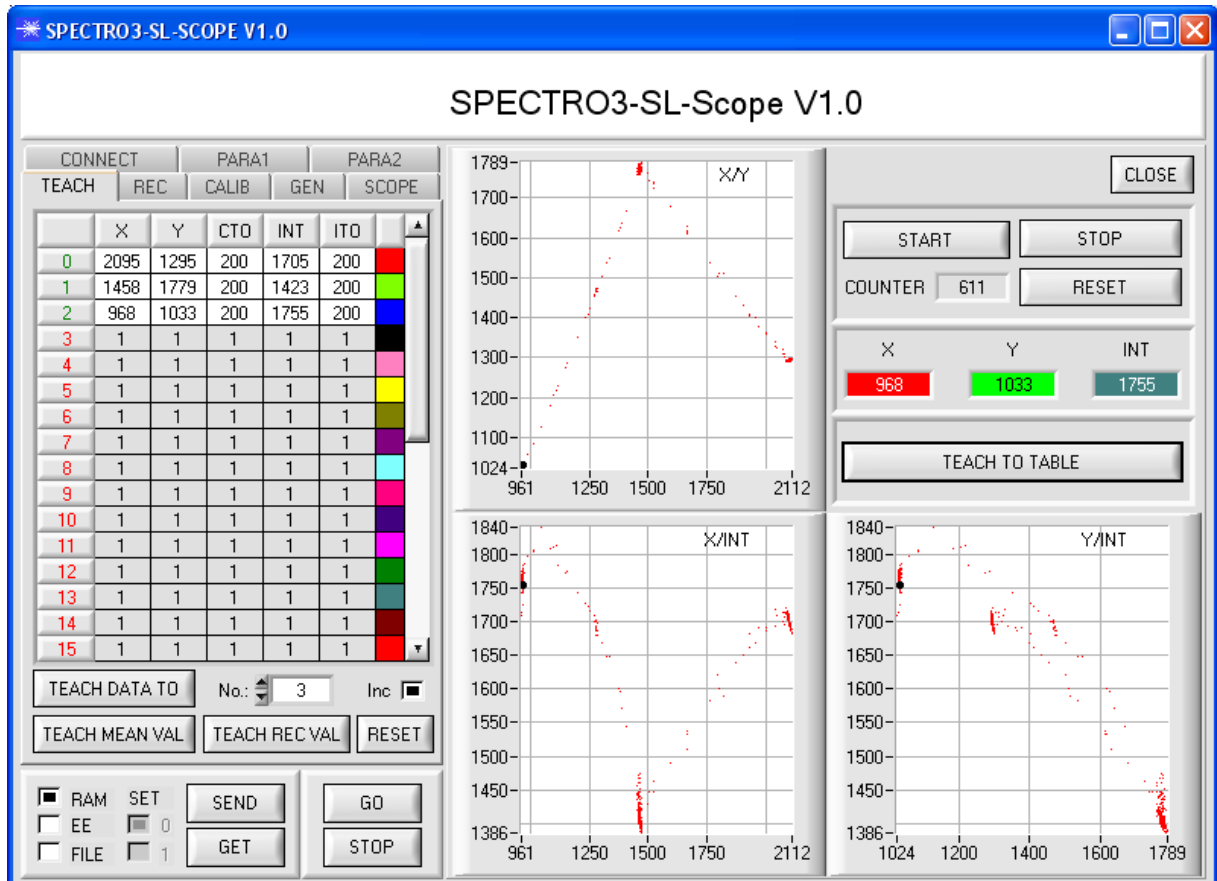 SPECTRO3-SL-SCOPE V1.0
SPECTRO3-SL-Scope V1.0
CONNECT PARA1 PARA2
TEACH REC CALIB GEN SCOPE
X Y CTO INT ITO
0 2095 1295 200 1705 200
1 1458 1779 200 1423 200
2 968 1033 200 1755 200
3 1 1 1 1 1
4 1 1 1 1 1
5 1 1 1 1 1
6 1 1 1 1 1
7 1 1 1 1 1
8 1 1 1 1 1
9 1 1 1 1 1
10 1 1 1 1 1
11 1 1 1 1 1
12 1 1 1 1 1
13 1 1 1 1 1
14 1 1 1 1 1
15 1 1 1 1 1
TEACH DATA TO No.: 3 Inc
TEACH MEAN VAL TEACH REC VAL RESET
RAM SET SEND GO
EE 0
FILE 1 GET STOP
X/Y
1789
1700
1600
1500
1400
1300
1200
1100
1024
961 1250 1500 1750 2112
CLOSE
START STOP
COUNTER 611 RESET
X Y INT
968 1033 1755
TEACH TO TABLE
X/INT
1840
1800
1750
1700
1650
1600
1550
1500
1450
1386
961 1250 1500 1750 2112
Y/INT
1840
1800
1750
1700
1650
1600
1550
1500
1450
1386
1024 1200 1400 1600 1789